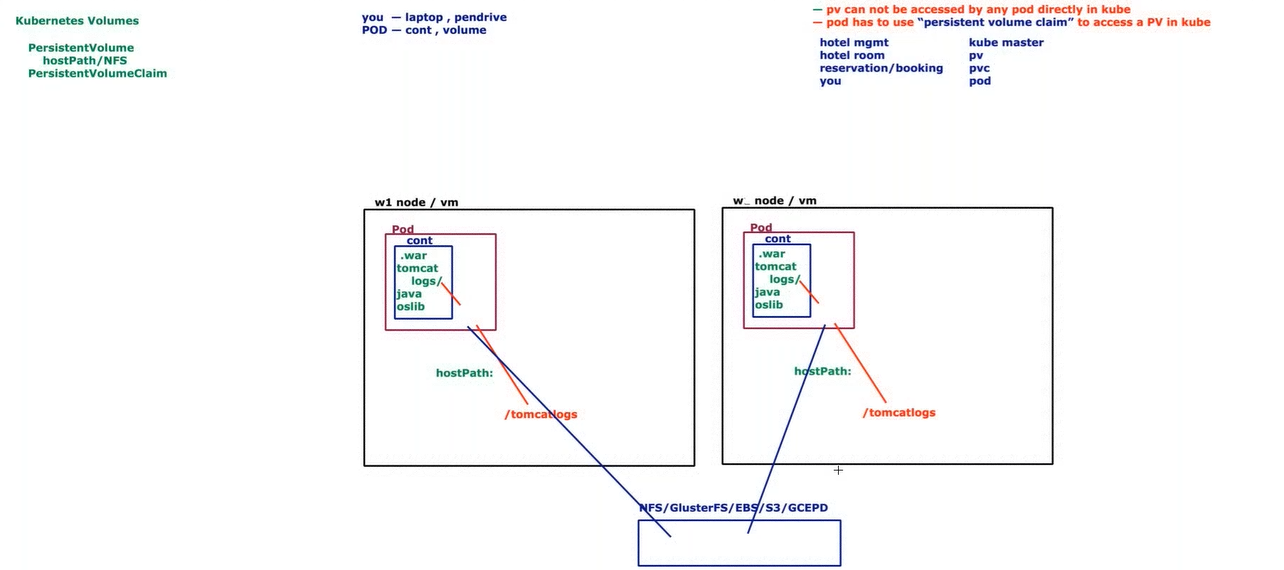 Kubernetes Volumes
PersistentVolume
hostPath/NFS
PersistentVolumeClaim
you — laptop , pendrive
POD — cont , volume
— pv can not be accessed by any pod directly in kube
— pod has to use “persistent volume claim” to access a PV in kube
hotel mgmt kube master
hotel room pv
reservation/booking pvc
you pod
w1 node / vm
Pod
cont
.war
tomcat
logs/
java
oslib
hostPath:
/tomcatlogs
w_ node / vm
Pod
cont
.war
tomcat
logs/
java
oslib
hostPath:
/tomcatlogs
NFS/GlusterFS/EBS/S3/GCEPD